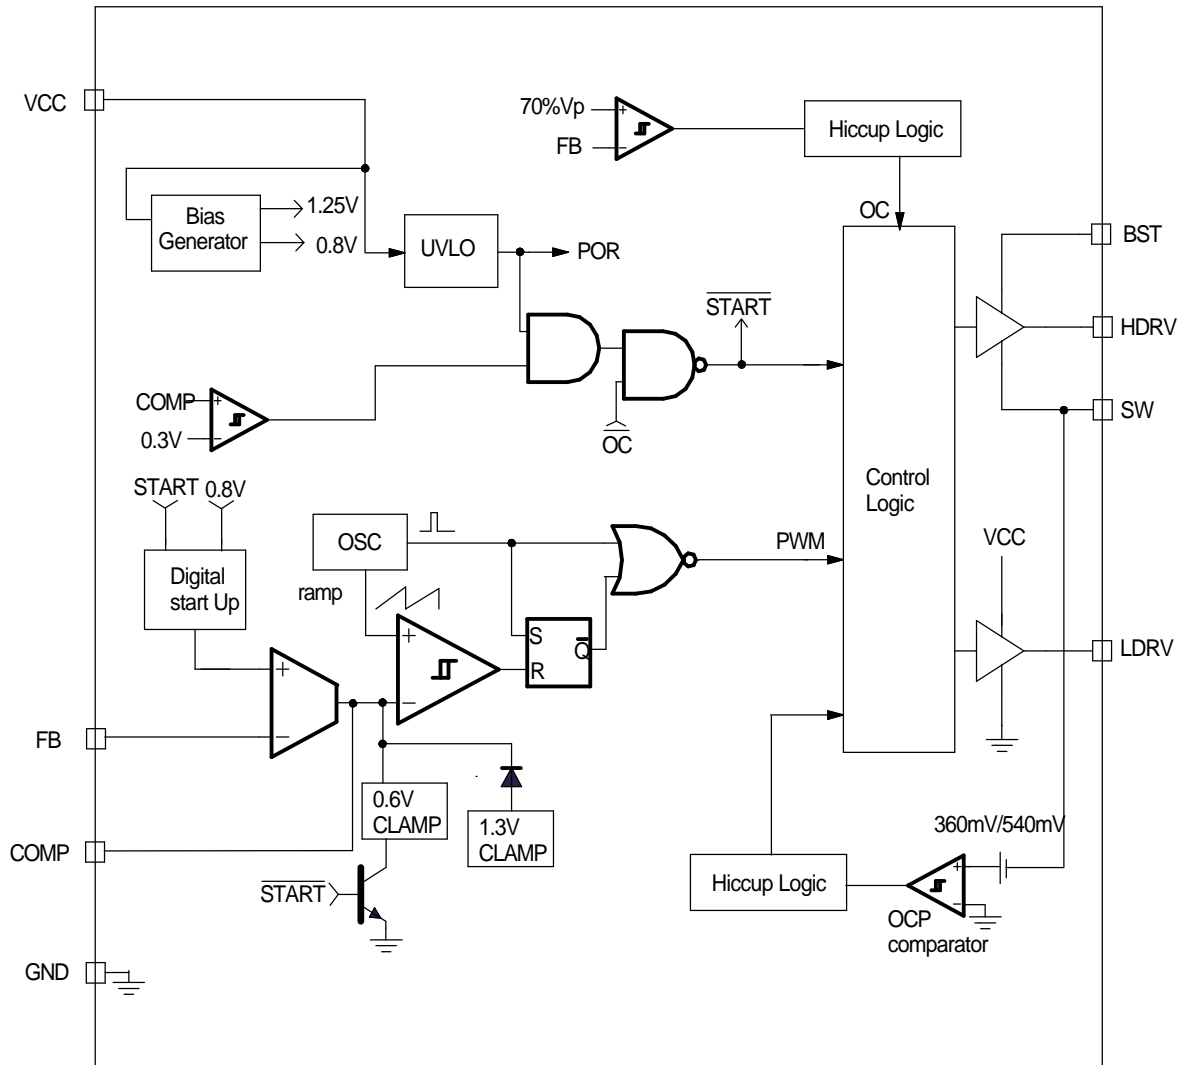 VCC
70%Vp
FB
Hiccup Logic
Bias
Generator
1.25V
0.8V
UVLO
POR
OC
BST
START
HDRV
COMP
0.3V
OC
SW
START
0.8V
Control
Logic
OSC
PWM
VCC
Digital
start Up
ramp
S
Q
R
LDRV
FB
0.6V
CLAMP
1.3V
CLAMP
360mV/540mV
COMP
START
Hiccup Logic
OCP
comparator
GND